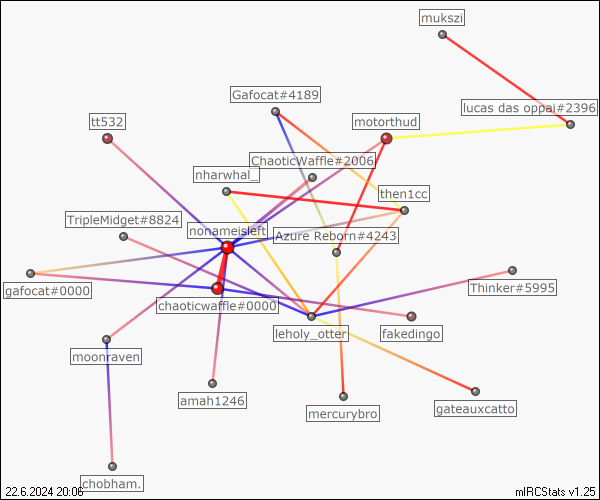 mukszi
Gafocat#4189
lucas das oppai#2396
tt532
motorthud
ChaoticWaffle#2006
nharwhal_
then1cc
TripleMidget#8824
nonameisleft
Azure Reborn#4243
gafocat#0000
Thinker#5995
chaoticwaffle#0000
leholy_otter
fakedingo
moonraven
amah1246
mercurybro
gateauxcatto
chobham.
22.6.2024 20:06
mIRCStats v1.25